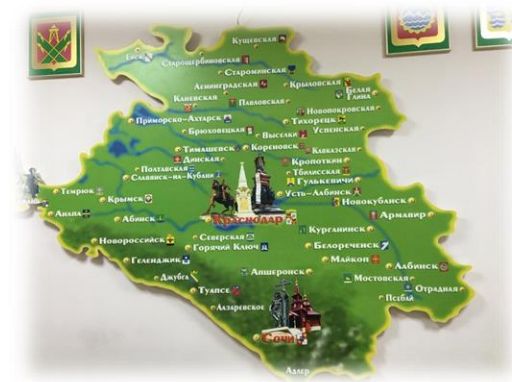 Кущевская
Ейск
Старощербиновская
Староминская
Ленинградская
Крыловская
Белая
Глина
Каневская
Павловская
Новопокровская
Приморско-Ахтарск
Тихорецк
Брюховецкая
Выселки
Успенская
Тимашевск
Кореновск
Кавказская
Динская
Кропоткин
Полтавская
Тбилисская
Славянск-на-Кубани
Гулькевичи
Темрюк
Усть-Лабинск
Крымск
Новокубанск
Анапа
Абинск
Краснодар
Армавир
Курганинск
Новороссийск
Северская
Белореченск
Горячий Ключ
Геленджик
Майкоп
Лабинск
Джубга
Апшеронск
Мостовская
Отрадная
Туапсе
Псебай
Лазаревское
Сочи
Адлер